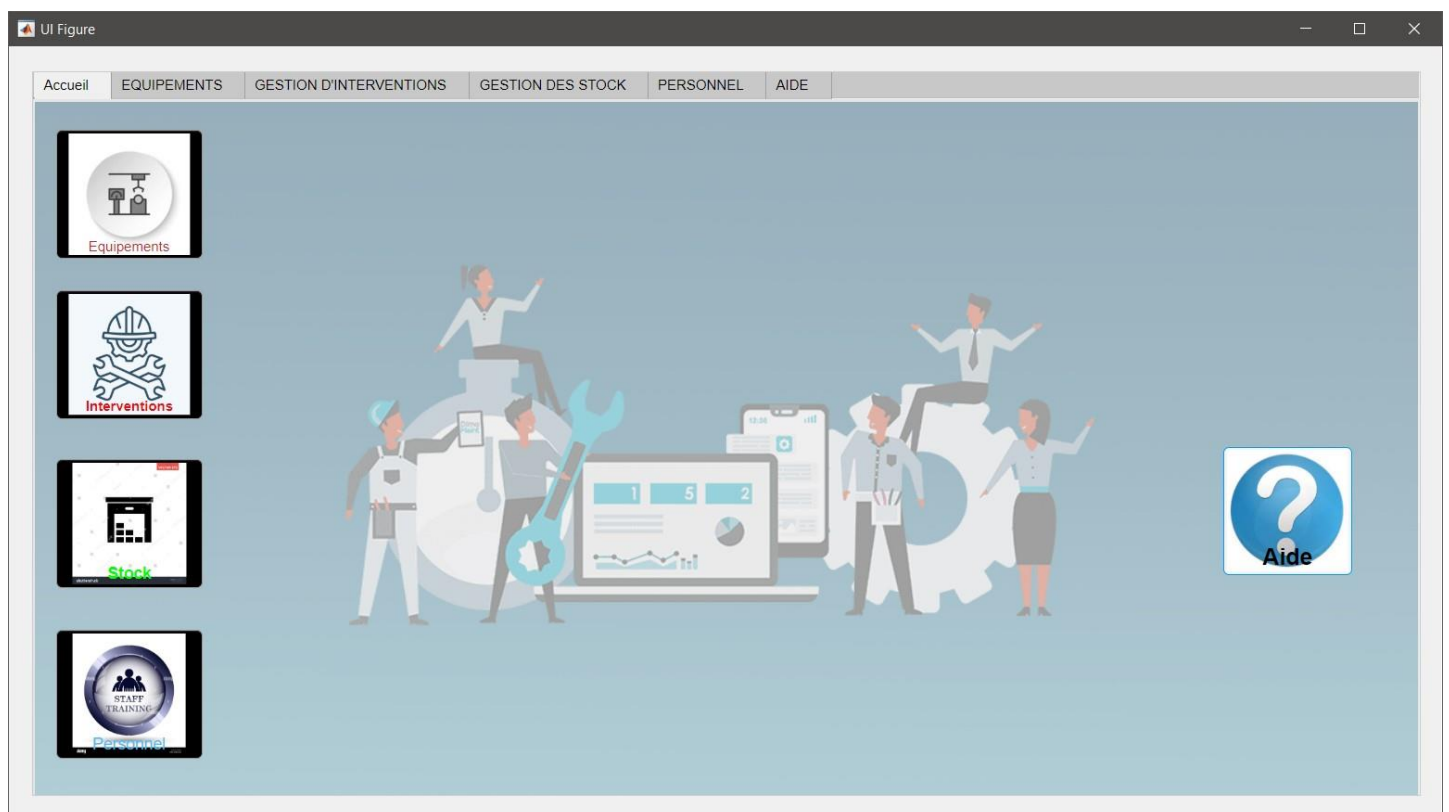 UI Figure
Accueil EQUIPEMENTS GESTION D'INTERVENTIONS GESTION DES STOCK PERSONNEL AIDE
Equipements
Interventions
Stock
STAFF
TRAINING
Personnel
1 5 2
Aide